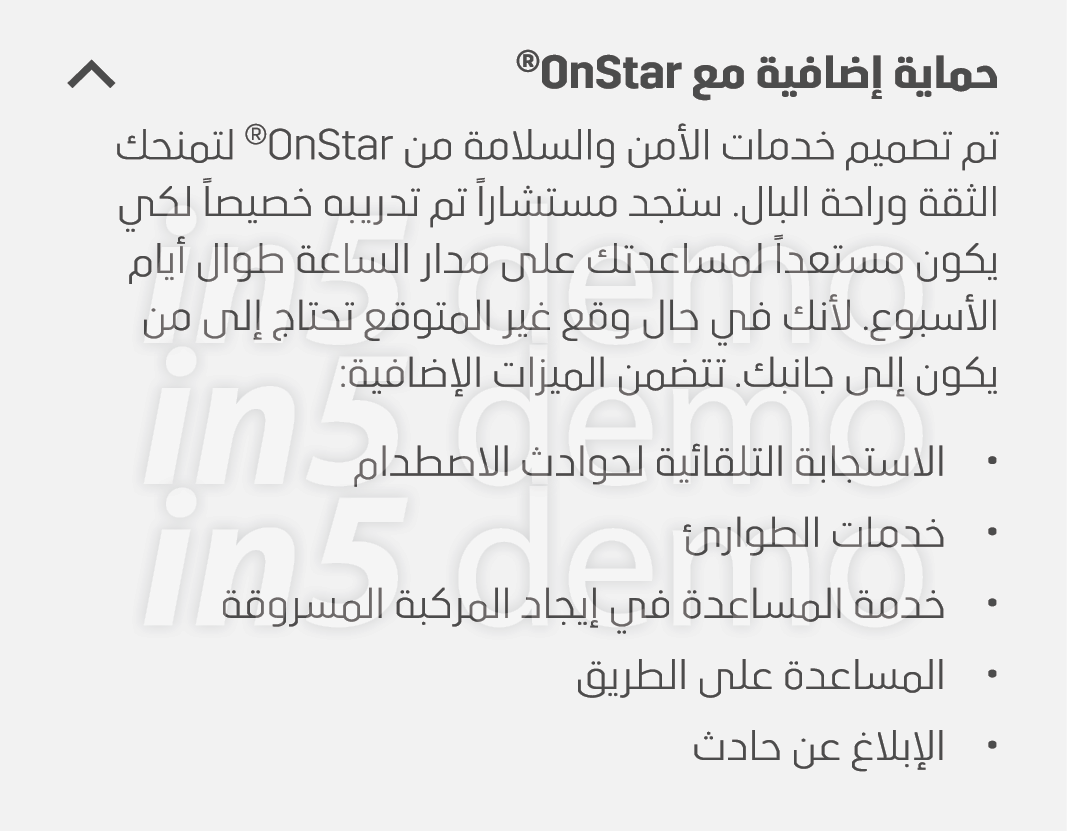 حماية إضافية مع OnStar®
تم تصميم خدمات الأمن والسلامة من OnStar® لتمنحك
الثقة وراحة البال. ستجد مستشاراً تم تدريبه خصيصاً لكي
يكون مستعداً لمساعدتك على مدار الساعة طوال أيام
الأسبوع. لأنك في حال وقع غير المتوقع تحتاج إلى من
يكون إلى جانبك. تتضمن الميزات الإضافية:
• الاستجابة التلقائية لحوادث الاصطدام
• خدمات الطوارئ
• خدمة المساعدة في إيجاد المركبة المسروقة
• المساعدة على الطريق
• الإبلاغ عن حادث
in5 demo
in5 demo
in5 demo